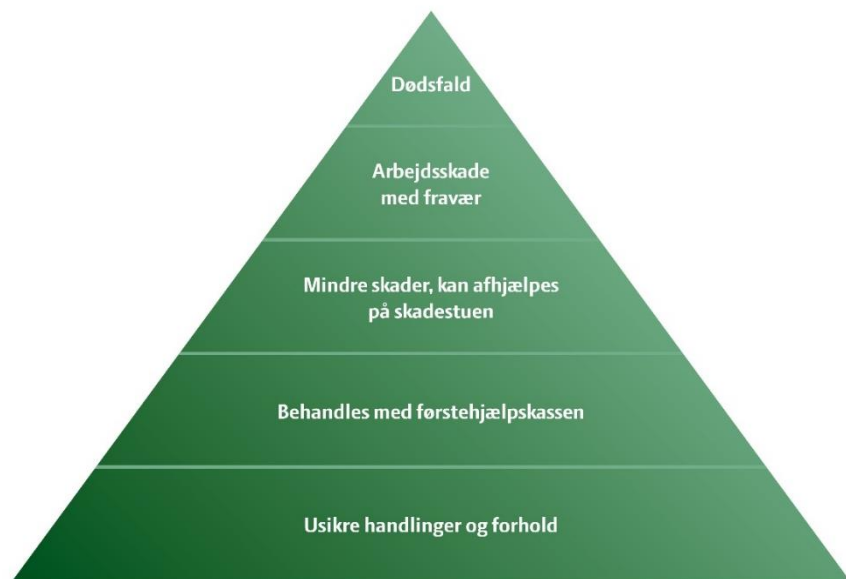 Dødsfald
Arbejdsskade
med fravær
Mindre skader, kan afhjælpes
på skadestuen
Behandles med førstehjælpskassen
Usikre handlinger og forhold